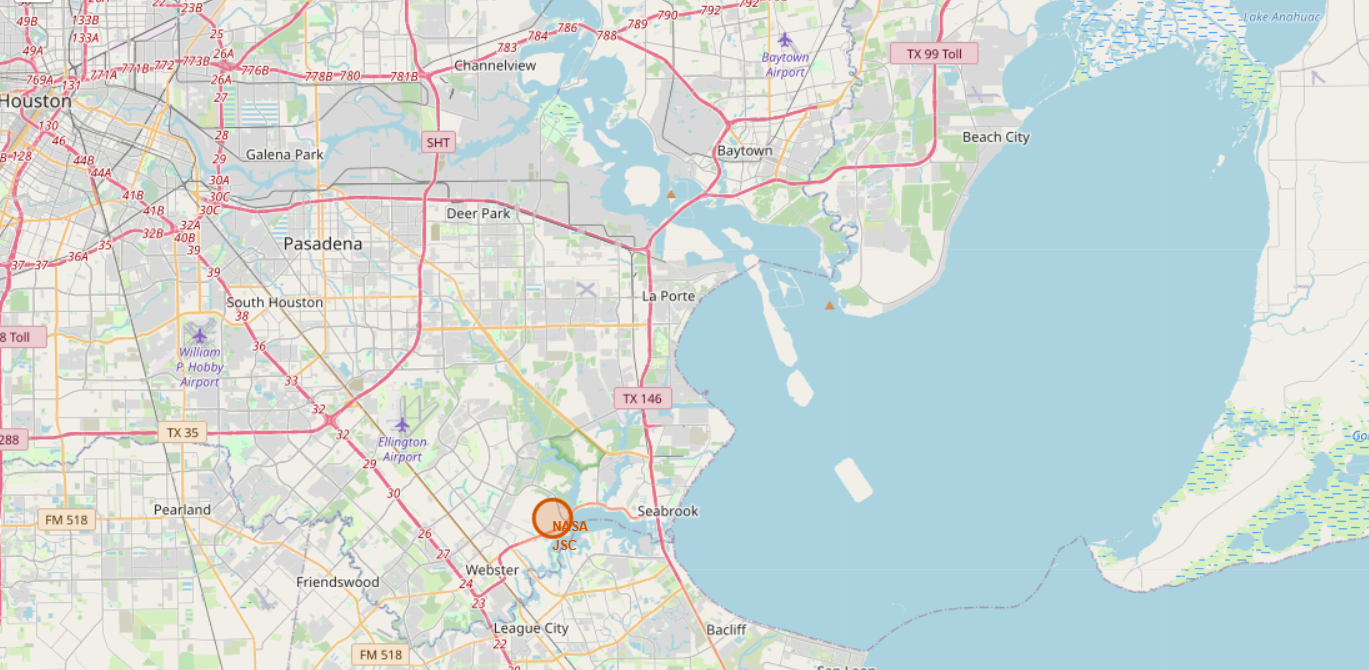 22B
23B
792
792
790
789
786
784
788
783
49B
133B
133A
25
49A
26A
773B
771B
772
776B
778B
780
781B
769A
771A
131
26A
27
Channelview
Baytown
Airport
TX 99 Toll
Lake Anahuac
Houston
130
46
128
44B
44A
28
29
Galena Park
SHT
Baytown
Beach City
30A
30C
30C
41B
41B
32A
32B
40B
39
35
36A
37
37
39
Deer Park
Pasadena
South Houston
38
36
La Porte
8 Toll
William
P. Hobby
Airport
33
32
32
TX 146
288
TX 35
Ellington
Airport
29
30
FM 518
Pearland
26
27
NASA
JSC
Seabrook
Webster
24
23
Friendswood
League City
22
Bacliff
FM 518